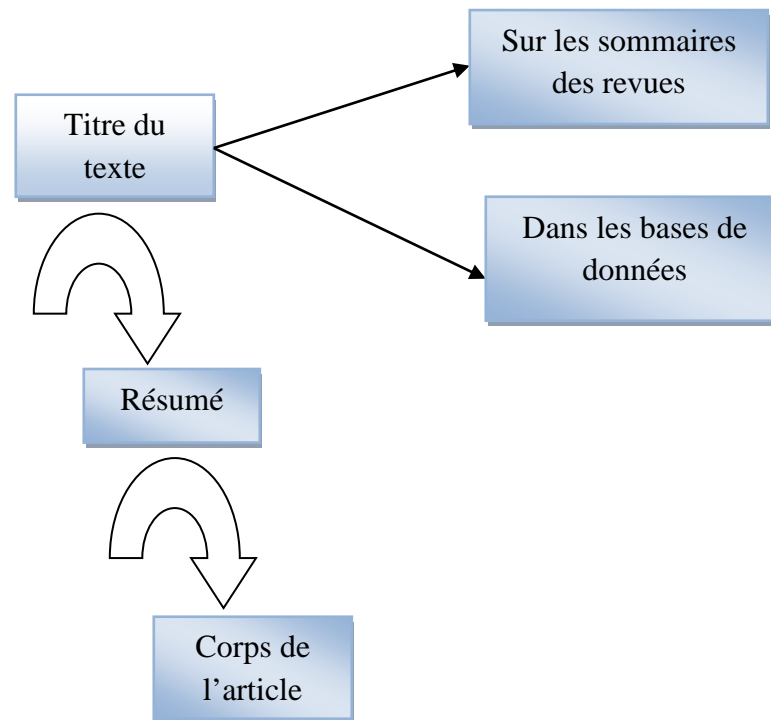 Sur les sommaires
des revues
Titre du
texte
Dans les bases de
données
Résumé
Corps de
l’article